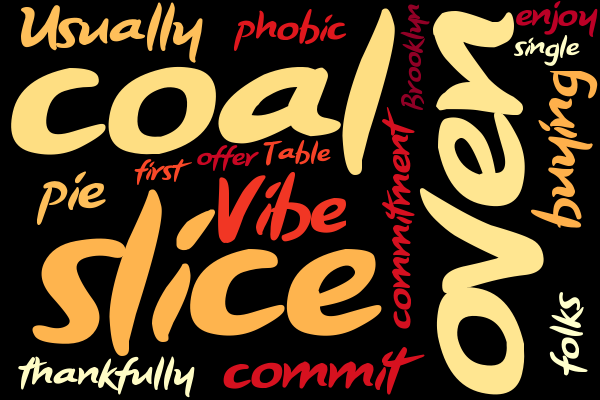 Usually
phobic
Brooklyn
enjoy
single
coal
oven
buying
first
offer
Table
pie
Vibe
commitment
slice
folks
thankfully
commit